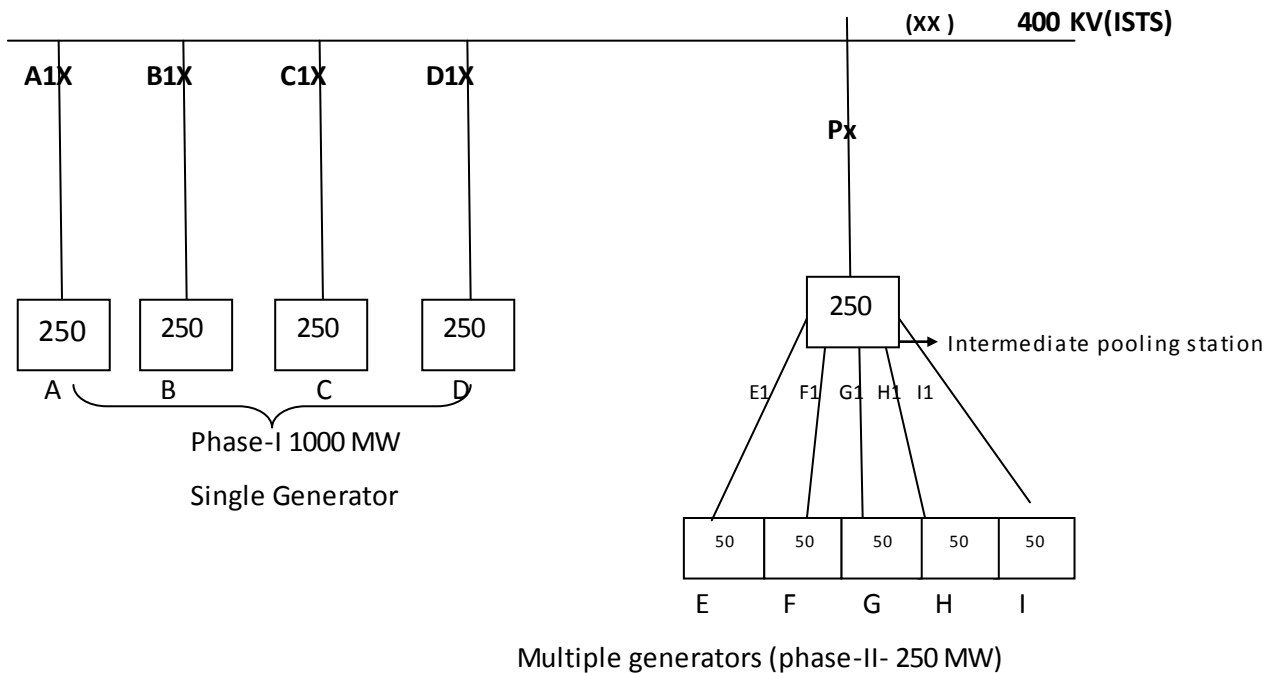 (XX ) 400 KV(ISTS)
A1X B1X C1X D1X
Px
250 250 250 250
250
Intermediate pooling station
A B C D
E1 F1 G1 H1 I1
Phase-I 1000 MW
Single Generator
50 50 50 50 50
E F G H I
Multiple generators (phase-II- 250 MW)